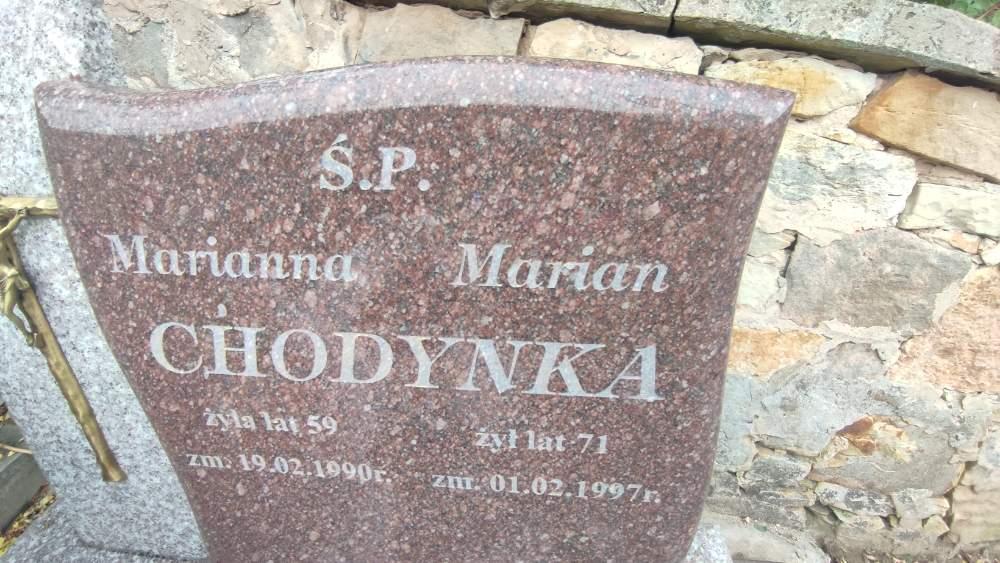 Ś.P.
Marianna Marian
CHODYNKA
żyła lat 59 żył lat 71
zm. 19.02.1990r. zm. 01.02.1997r.